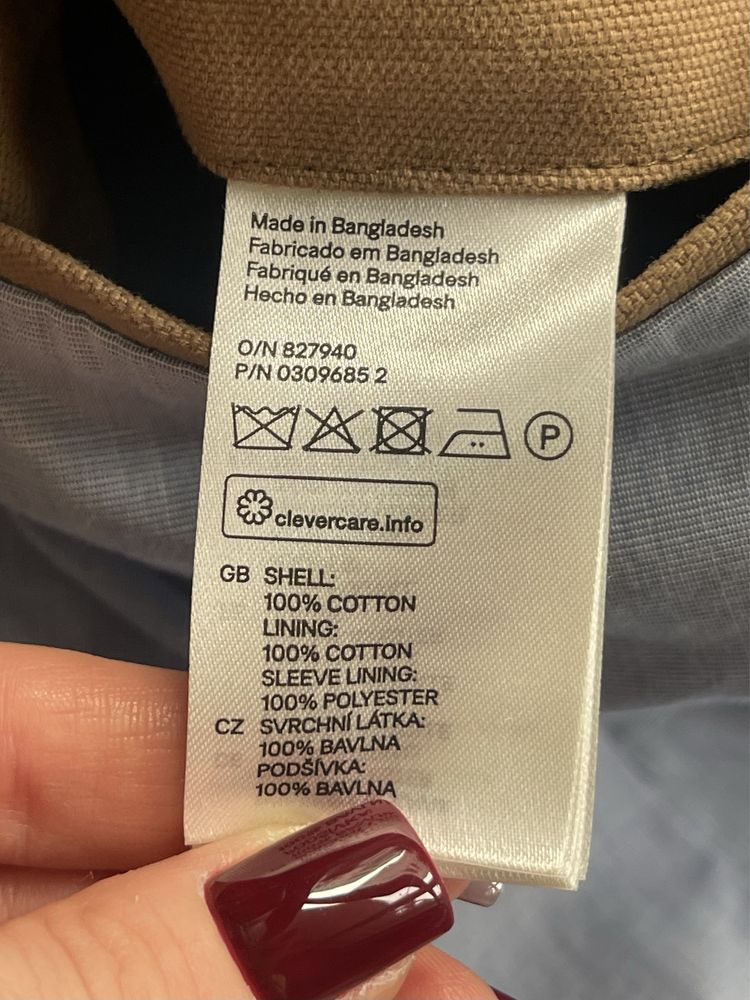 Made in Bangladesh
Fabricado em Bangladesh
Fabriqué en Bangladesh
Hecho en Bangladesh
O/N 827940
P/N 0309685 2
P
clevercare.info
GB SHELL:
100% COTTON
LINING:
100% COTTON
SLEEVE LINING:
100% POLYESTER
CZ SVRCHNÍ LÁTKA:
100% BAVLNA
PODŠÍVKA:
100% BAVLNA